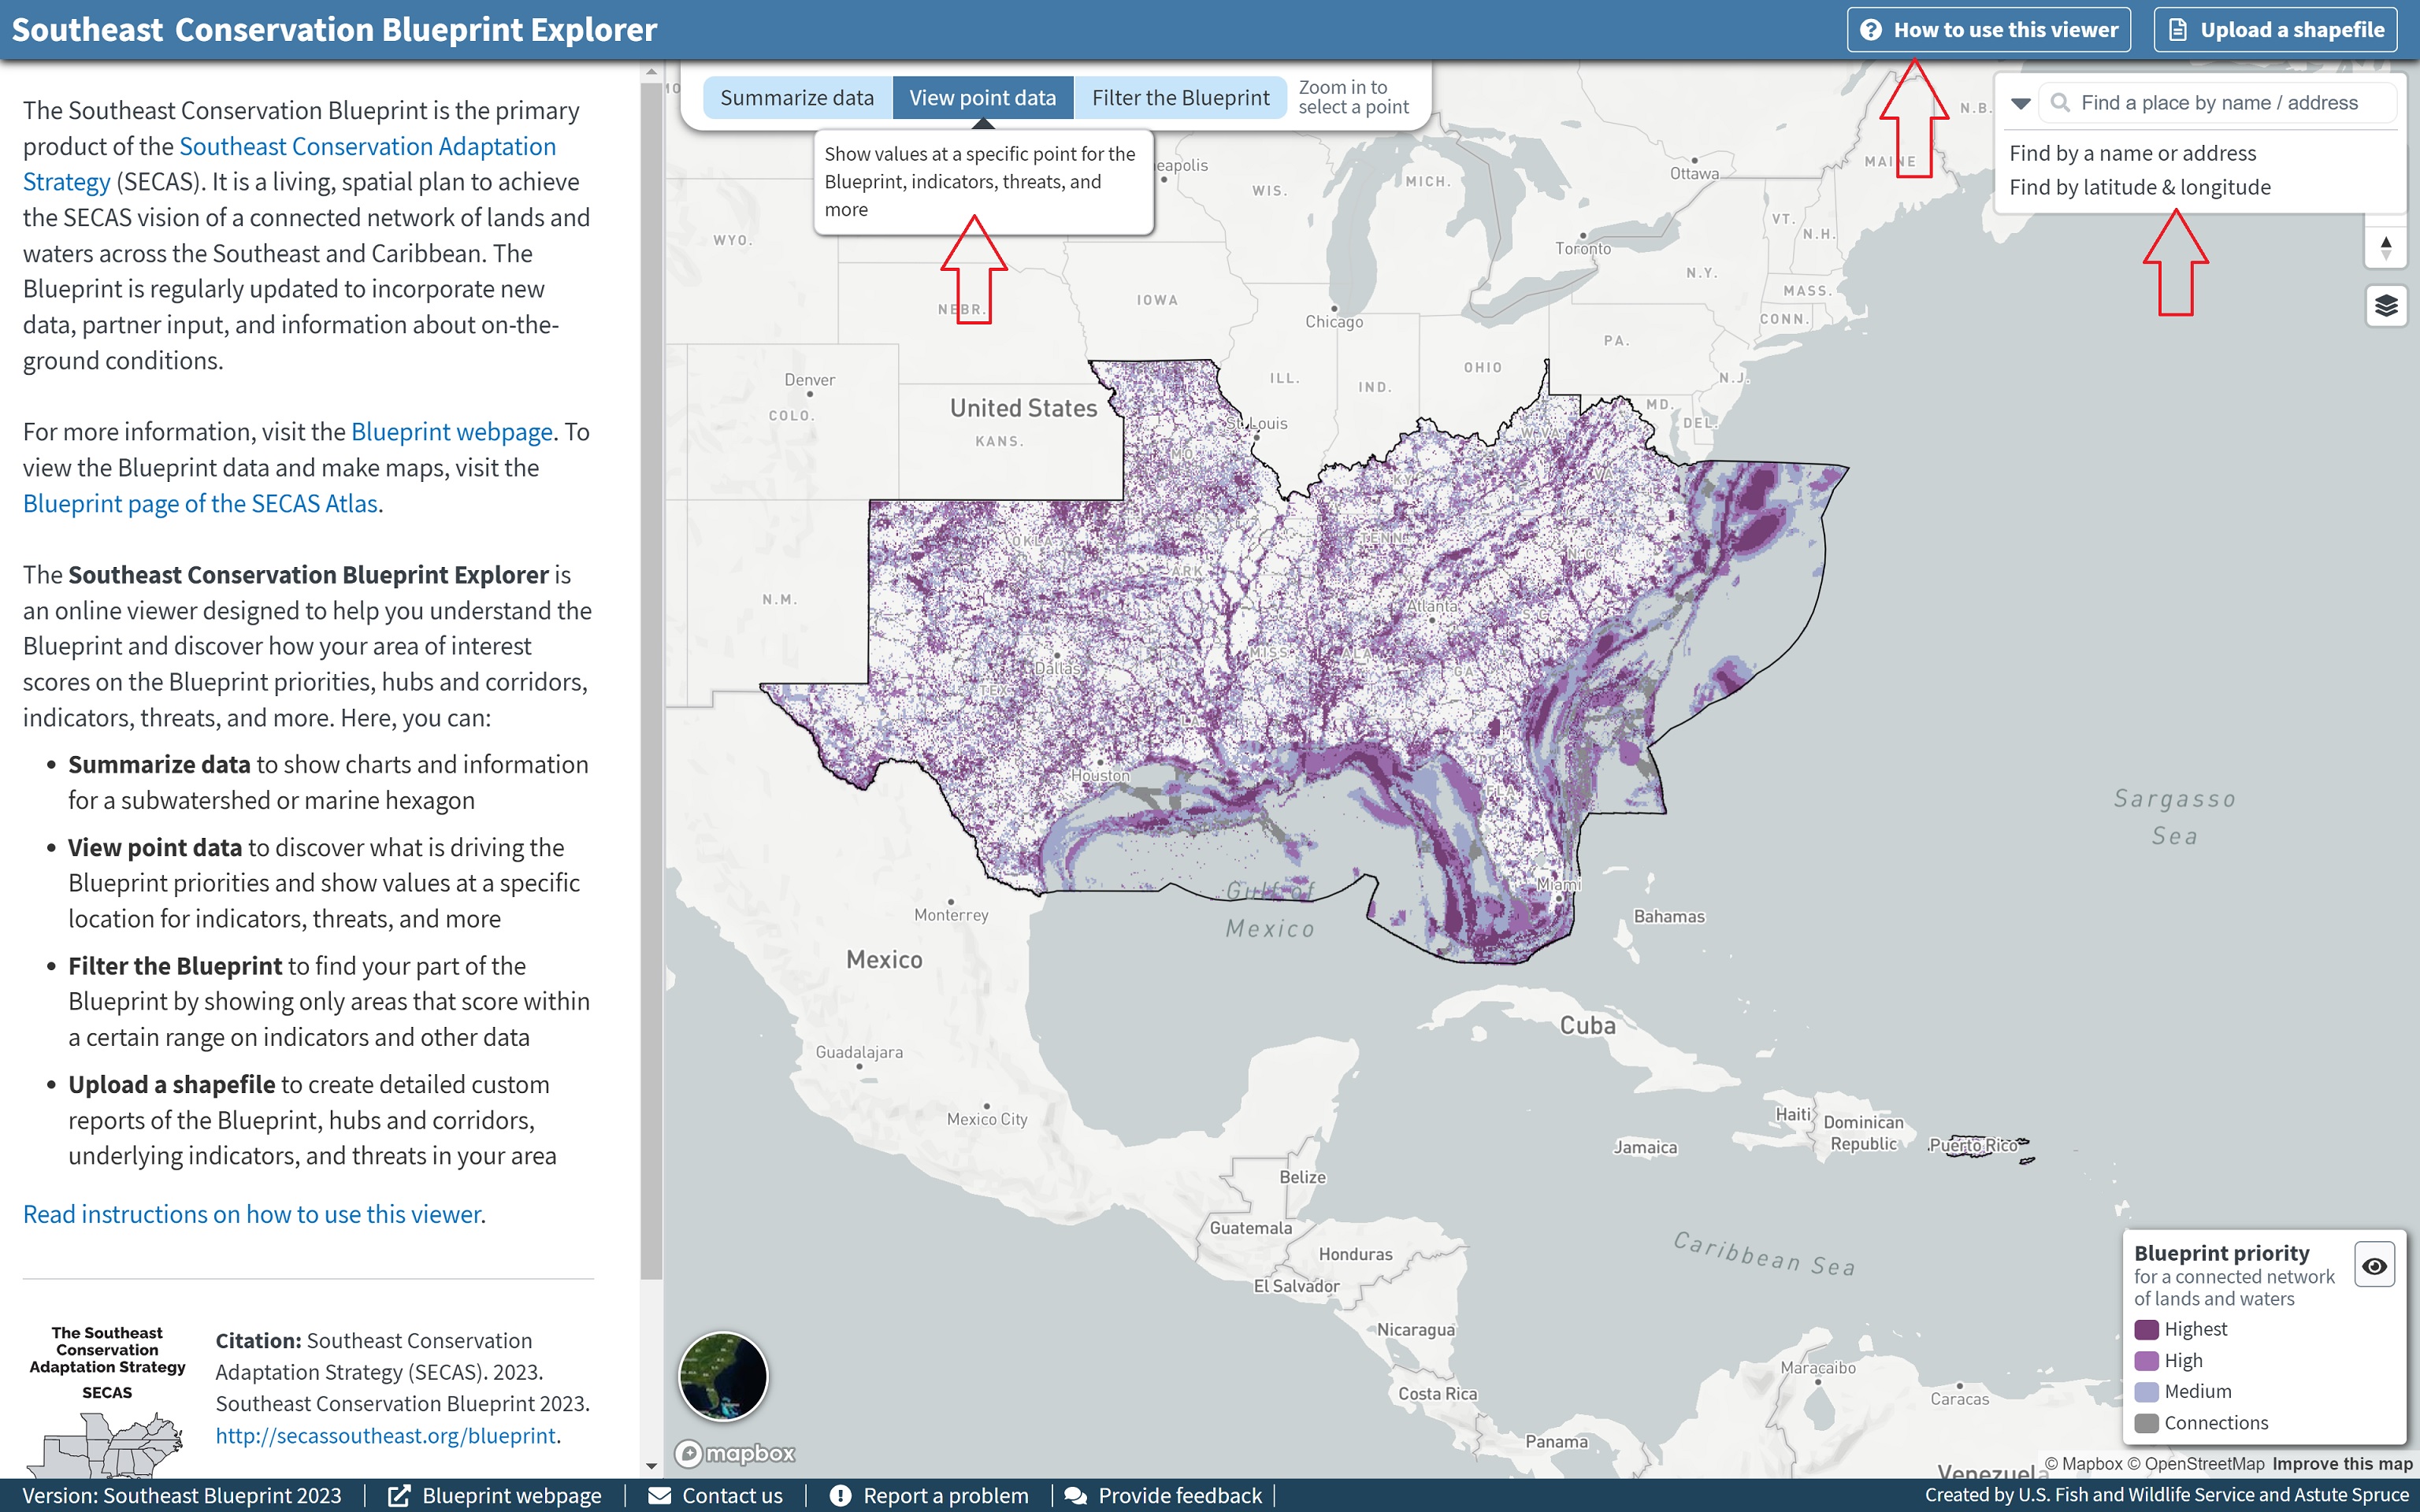 Southeast Conservation Blueprint Explorer
How to use this viewer
Upload a shapefile
The Southeast Conservation Blueprint is the primary
product of the Southeast Conservation Adaptation
Strategy (SECAS). It is a living, spatial plan to achieve
the SECAS vision of a connected network of lands and
waters across the Southeast and Caribbean. The
Blueprint is regularly updated to incorporate new
data, partner input, and information about on-the-
ground conditions.
For more information, visit the Blueprint webpage. To
view the Blueprint data and make maps, visit the
Blueprint page of the SECAS Atlas.
The Southeast Conservation Blueprint Explorer is
an online viewer designed to help you understand the
Blueprint and discover how your area of interest
scores on the Blueprint priorities, hubs and corridors,
indicators, threats, and more. Here, you can:
• Summarize data to show charts and information
for a subwatershed or marine hexagon
• View point data to discover what is driving the
Blueprint priorities and show values at a specific
location for indicators, threats, and more
• Filter the Blueprint to find your part of the
Blueprint by showing only areas that score within
a certain range on indicators and other data
• Upload a shapefile to create detailed custom
reports of the Blueprint, hubs and corridors,
underlying indicators, and threats in your area
Read instructions on how to use this viewer.
The Southeast
Conservation
Adaptation Strategy
SECAS
Citation: Southeast Conservation
Adaptation Strategy (SECAS). 2023.
Southeast Conservation Blueprint 2023.
http://secassoutheast.org/blueprint.
Summarize data
View point data
Filter the Blueprint
Zoom in to
select a point
Show values at a specific point for the
Blueprint, indicators, threats, and
more
Find a place by name / address
Find by a name or address
Find by latitude & longitude
N.B.
MAINE
Ottawa
WIS.
MICH.
VT.
N.H.
WYO.
Toronto
N.Y.
MASS.
IOWA
NEBR.
Chicago
CONN.
PA.
OHIO
Denver
ILL.
IND.
N.J.
COLO.
United States
MD.
KANS.
St. Louis
DEL.
W.VA.
MO.
VA.
KY.
OKLA.
TENN.
N.C.
ARK.
N.M.
Atlanta
S.C.
Dallas
MISS.
ALA.
GA.
TEX.
LA.
Houston
FLA.
Sargasso
Sea
Gulf of
Mexico
Miami
Monterrey
Bahamas
Mexico
Cuba
Guadalajara
Mexico City
Haiti
Dominican
Republic
Puerto Rico
Jamaica
Belize
Guatemala
Honduras
Caribbean Sea
El Salvador
Nicaragua
Maracaibo
Costa Rica
Caracas
Panama
Venezuela
Blueprint priority
for a connected network
of lands and waters
Highest
High
Medium
Connections
mapbox
© Mapbox © OpenStreetMap Improve this map
Version: Southeast Blueprint 2023
Blueprint webpage
Contact us
Report a problem
Provide feedback
Created by U.S. Fish and Wildlife Service and Astute Spruce